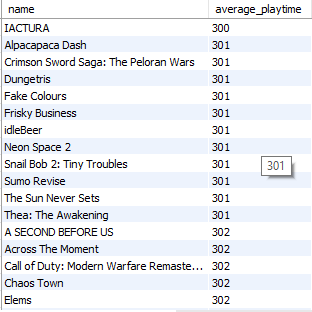 name average_playtime
IACTURA 300
Alpacapaca Dash 301
Crimson Sword Saga: The Peloran Wars 301
Dungetris 301
Fake Colours 301
Frisky Business 301
idleBeer 301
Neon Space 2 301
Snail Bob 2: Tiny Troubles 301 301
Sumo Revise 301
The Sun Never Sets 301
Thea: The Awakening 301
A SECOND BEFORE US 302
Across The Moment 302
Call of Duty: Modern Warfare Remaste... 302
Chaos Town 302
Elems 302